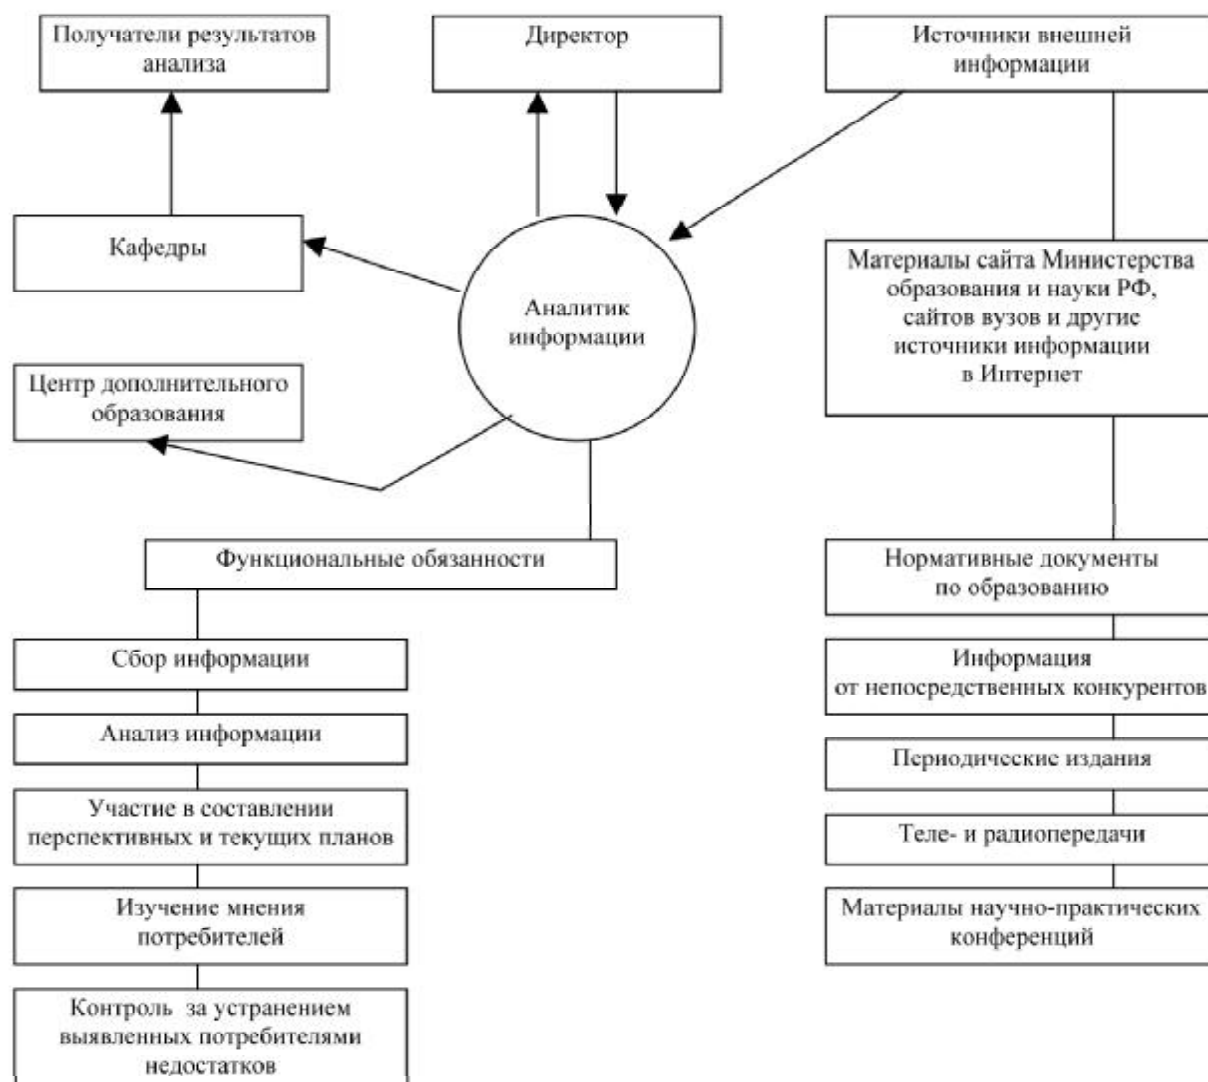 Получатели результатов
анализа
Директор
Источники внешней
информации
Кафедры
Аналитик
информации
Материалы сайта Министерства
образования и науки РФ,
сайтов вузов и другие
источники информации
в Интернет
Центр дополнительного
образования
Функциональные обязанности
Сбор информации
Анализ информации
Участие в составлении
перспективных и текущих планов
Изучение мнения
потребителей
Контроль за устранением
выявленных потребителями
недостатков
Нормативные документы
по образованию
Информация
от непосредственных конкурентов
Периодические издания
Теле- и радиопередачи
Материалы научно-практических
конференций